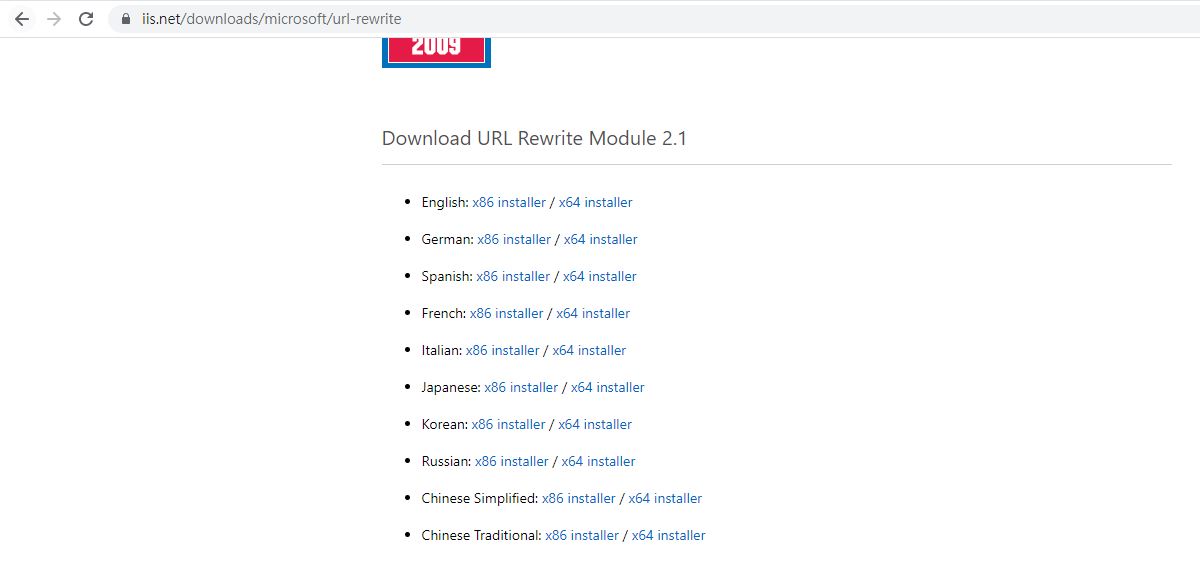 iis.net/downloads/microsoft/url-rewrite
2009
Download URL Rewrite Module 2.1
English: x86 installer / x64 installer
German: x86 installer / x64 installer
Spanish: x86 installer / x64 installer
French: x86 installer / x64 installer
Italian: x86 installer / x64 installer
Japanese: x86 installer / x64 installer
Korean: x86 installer / x64 installer
Russian: x86 installer / x64 installer
Chinese Simplified: x86 installer / x64 installer
Chinese Traditional: x86 installer / x64 installer